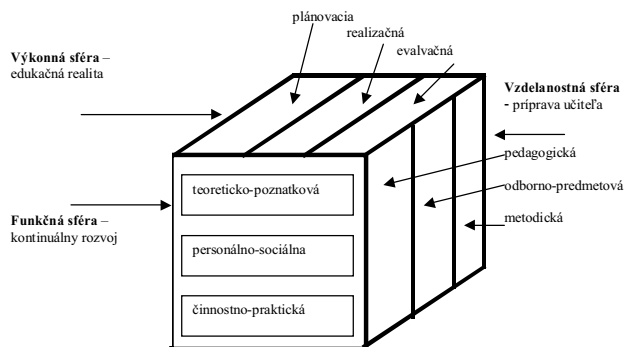 plánovacia
realizačná
evalvačná
Výkonná sféra –
edukačná realita
Vzdelanostná sféra
- príprava učiteľa
pedagogická
odborno-predmetová
metodická
teoreticko-poznatková
Funkčná sféra –
kontinuálny rozvoj
personálno-sociálna
činnostno-praktická